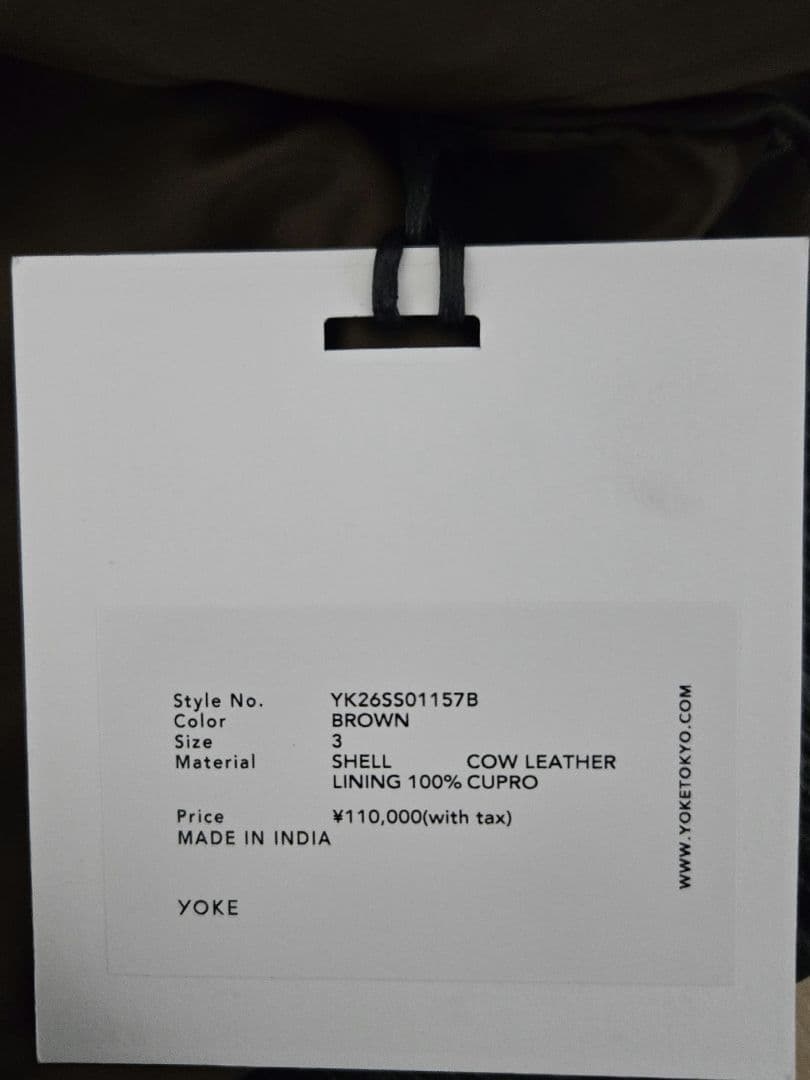 Style No. YK26SS01157B
Color BROWN
Size 3
Material SHELL COW LEATHER
LINING 100% CUPRO
Price ¥110,000(with tax)
MADE IN INDIA
YOKE
WWW.YOKETOKYO.COM